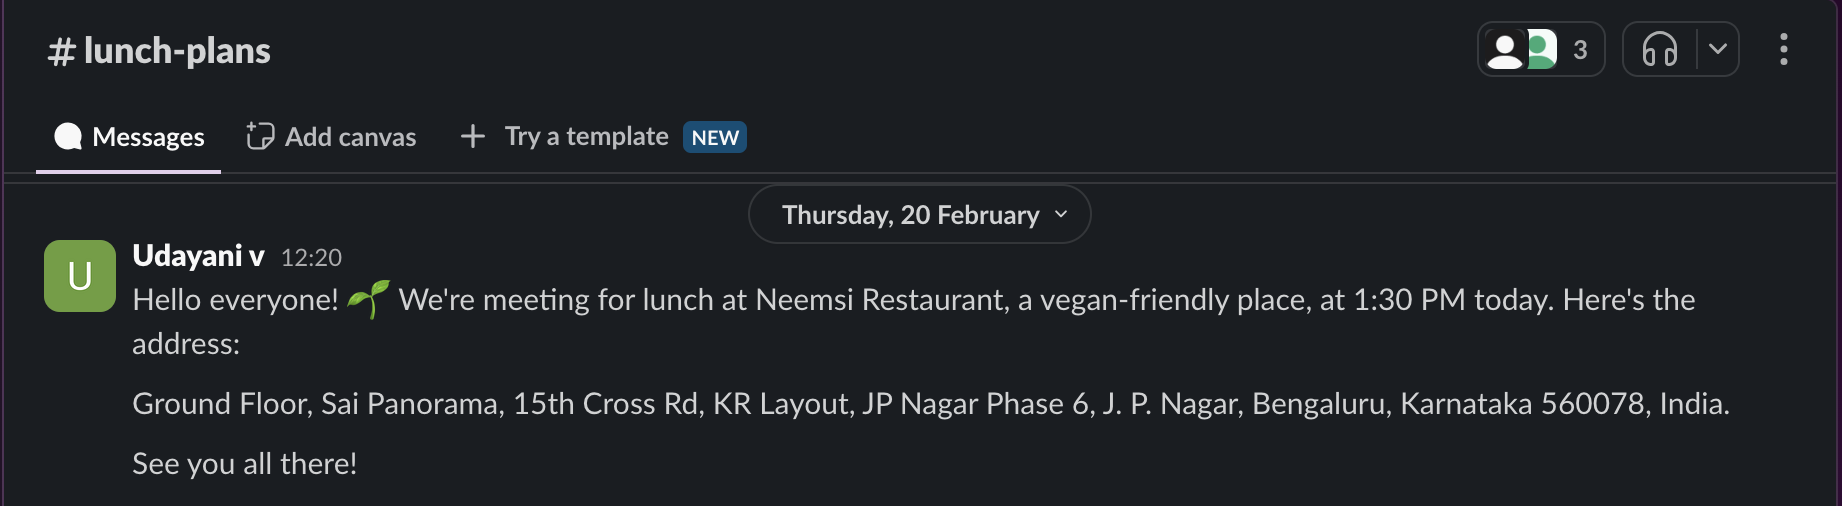 # lunch-plans
3
Messages
Add canvas
+ Try a template NEW
Thursday, 20 February
U
Udayani v 12:20
Hello everyone! 🌱 We're meeting for lunch at Neemsi Restaurant, a vegan-friendly place, at 1:30 PM today. Here's the
address:
Ground Floor, Sai Panorama, 15th Cross Rd, KR Layout, JP Nagar Phase 6, J. P. Nagar, Bengaluru, Karnataka 560078, India.
See you all there!